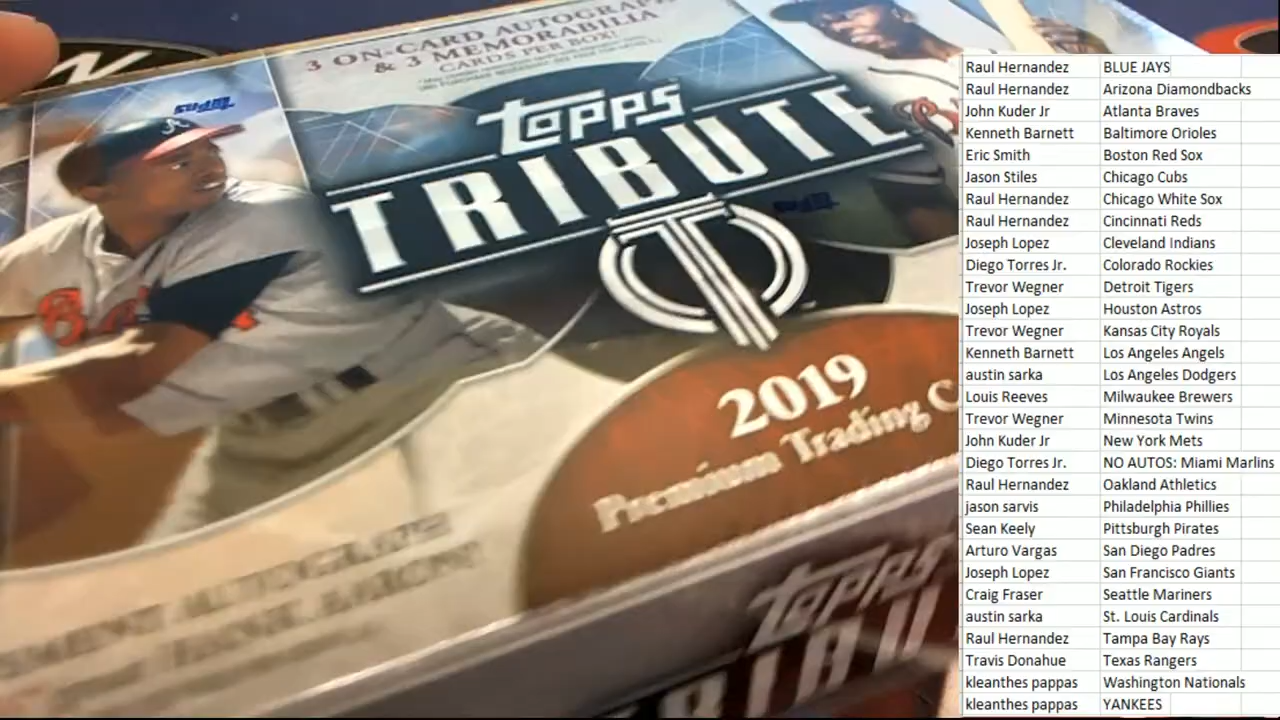 3 ON-CARD AUTOGRAPH
& 3 MEMORABILIA
CARDS PER BOX!
topps
TRIBUTE
2019
Premium Trading C
topps
Raul Hernandez BLUE JAYS
Raul Hernandez Arizona Diamondbacks
John Kuder Jr Atlanta Braves
Kenneth Barnett Baltimore Orioles
Eric Smith Boston Red Sox
Jason Stiles Chicago Cubs
Raul Hernandez Chicago White Sox
Raul Hernandez Cincinnati Reds
Joseph Lopez Cleveland Indians
Diego Torres Jr. Colorado Rockies
Trevor Wegner Detroit Tigers
Joseph Lopez Houston Astros
Trevor Wegner Kansas City Royals
Kenneth Barnett Los Angeles Angels
austin sarka Los Angeles Dodgers
Louis Reeves Milwaukee Brewers
Trevor Wegner Minnesota Twins
John Kuder Jr New York Mets
Diego Torres Jr. NO AUTOS: Miami Marlins
Raul Hernandez Oakland Athletics
jason sarvis Philadelphia Phillies
Sean Keely Pittsburgh Pirates
Arturo Vargas San Diego Padres
Joseph Lopez San Francisco Giants
Craig Fraser Seattle Mariners
austin sarka St. Louis Cardinals
Raul Hernandez Tampa Bay Rays
Travis Donahue Texas Rangers
kleanthes pappas Washington Nationals
kleanthes pappas YANKEES